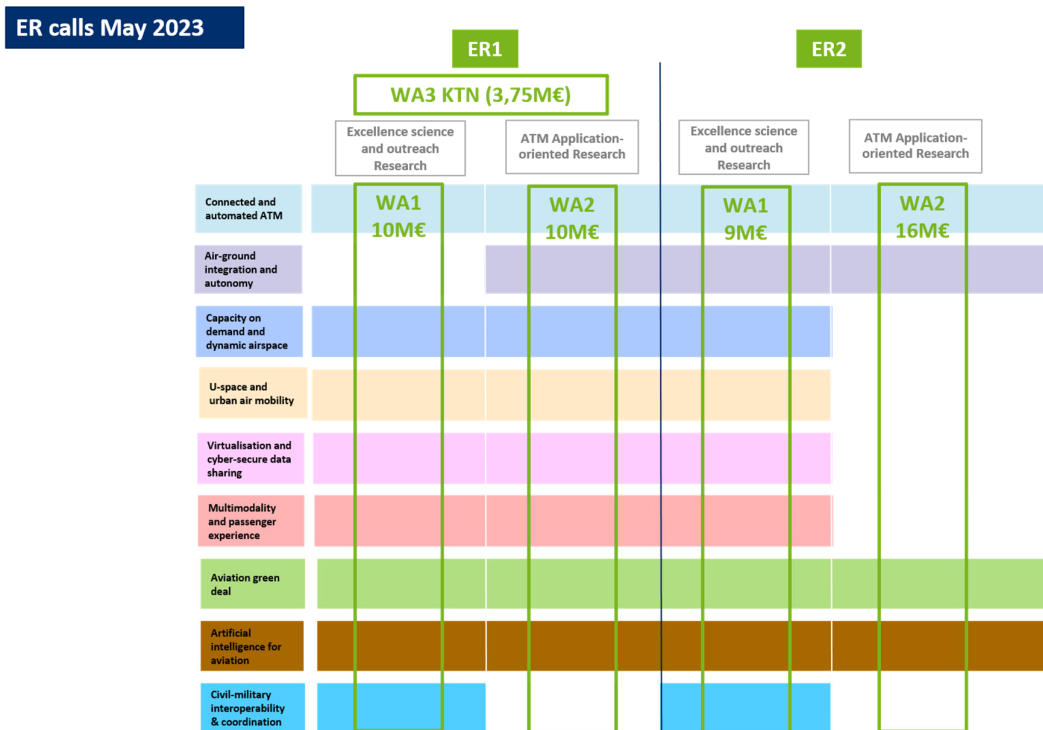 ER calls May 2023
ER1
ER2
WA3 KTN (3,75M€)
Excellence science
and outreach
Research
ATM Application-
oriented Research
Excellence science
and outreach
Research
ATM Application-
oriented Research
WA1
10M€
WA2
10M€
WA1
9M€
WA2
16M€
Connected and
automated ATM
Air-ground
integration and
autonomy
Capacity on
demand and
dynamic airspace
U-space and
urban air mobility
Virtualisation and
cyber-secure data
sharing
Multimodality
and passenger
experience
Aviation green
deal
Artificial
intelligence for
aviation
Civil-military
interoperability
& coordination